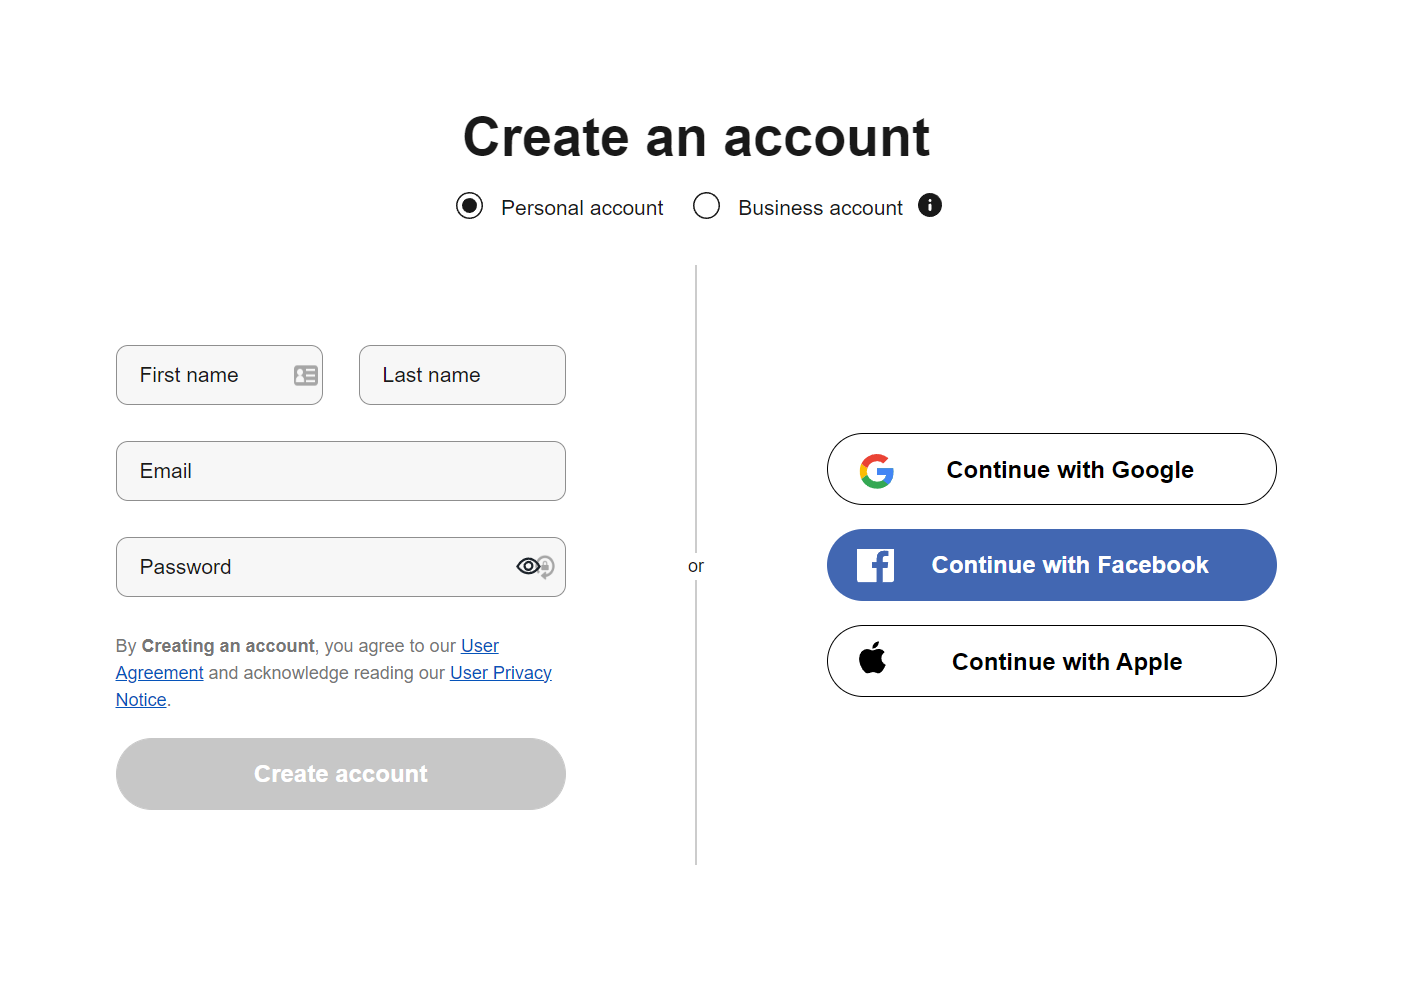 Create an account
Personal account
Business account
First name
Last name
Email
Password
By Creating an account, you agree to our User
Agreement and acknowledge reading our User Privacy
Notice.
Create account
or
Continue with Google
Continue with Facebook
Continue with Apple